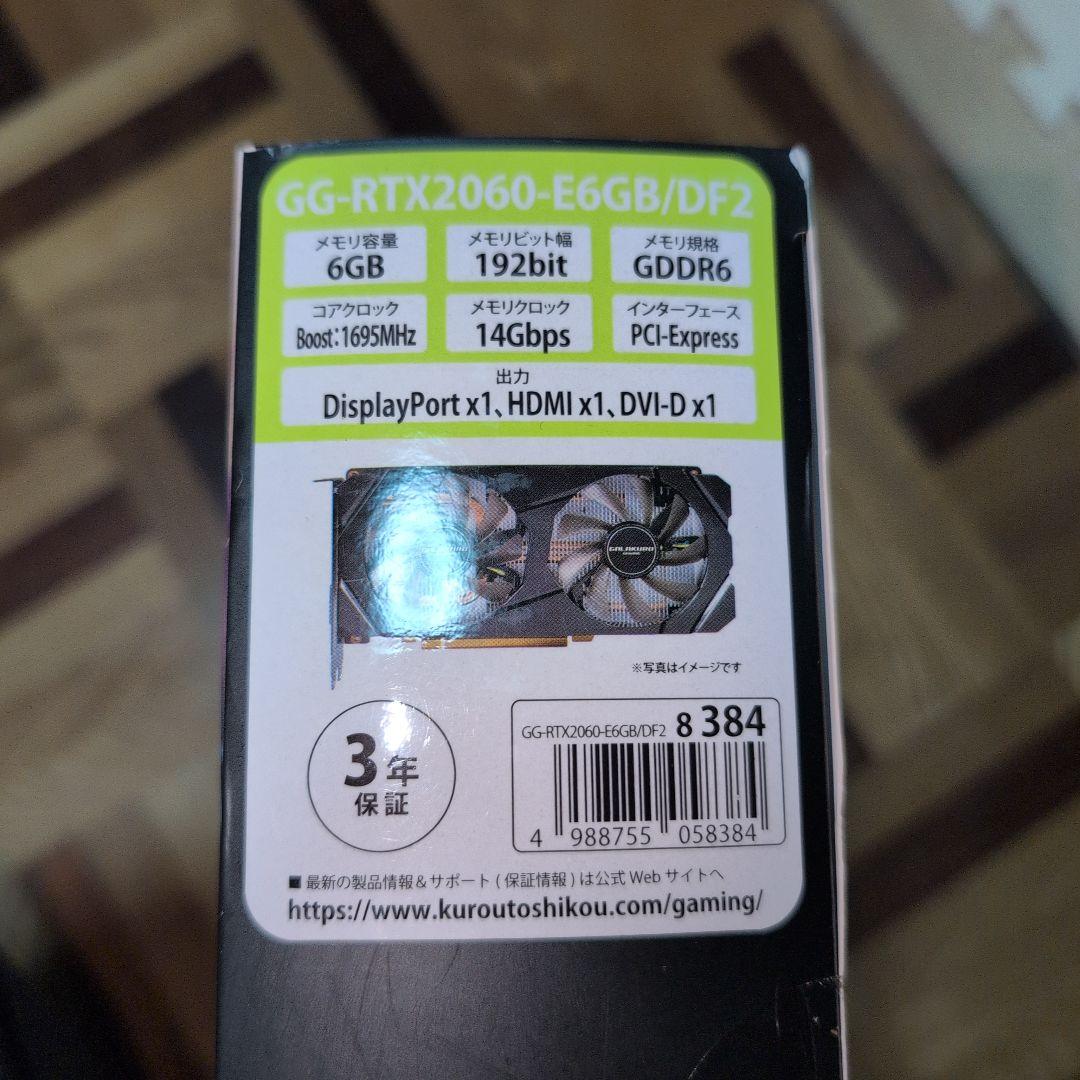 GG-RTX2060-E6GB/DF2
メモリ容量
6GB
メモリビット幅
192bit
メモリ規格
GDDR6
コアクロック
Boost:1695MHz
メモリクロック
14Gbps
インターフェース
PCI-Express
出力
DisplayPort x1、HDMI x1、DVI-D x1
GALAKURO
GAMING
※写真はイメージです
3年
保証
GG-RTX2060-E6GB/DF2 8 384
4 988755 058384
■ 最新の製品情報&サポート(保証情報)は公式 Web サイトへ
https://www.kuroutoshikou.com/gaming/